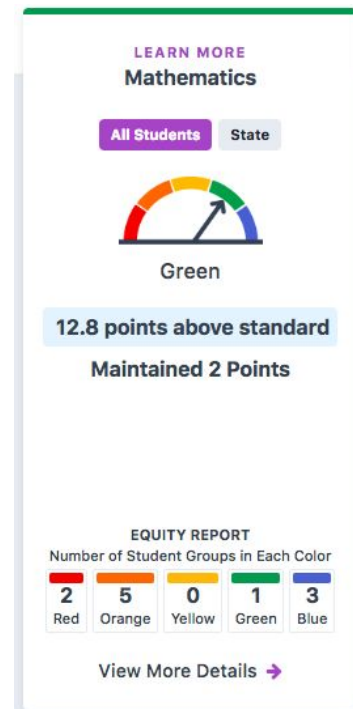 LEARN MORE
Mathematics
All Students State
Green
12.8 points above standard
Maintained 2 Points
EQUITY REPORT
Number of Student Groups in Each Color
2 5 0 1 3
Red Orange Yellow Green Blue
View More Details →